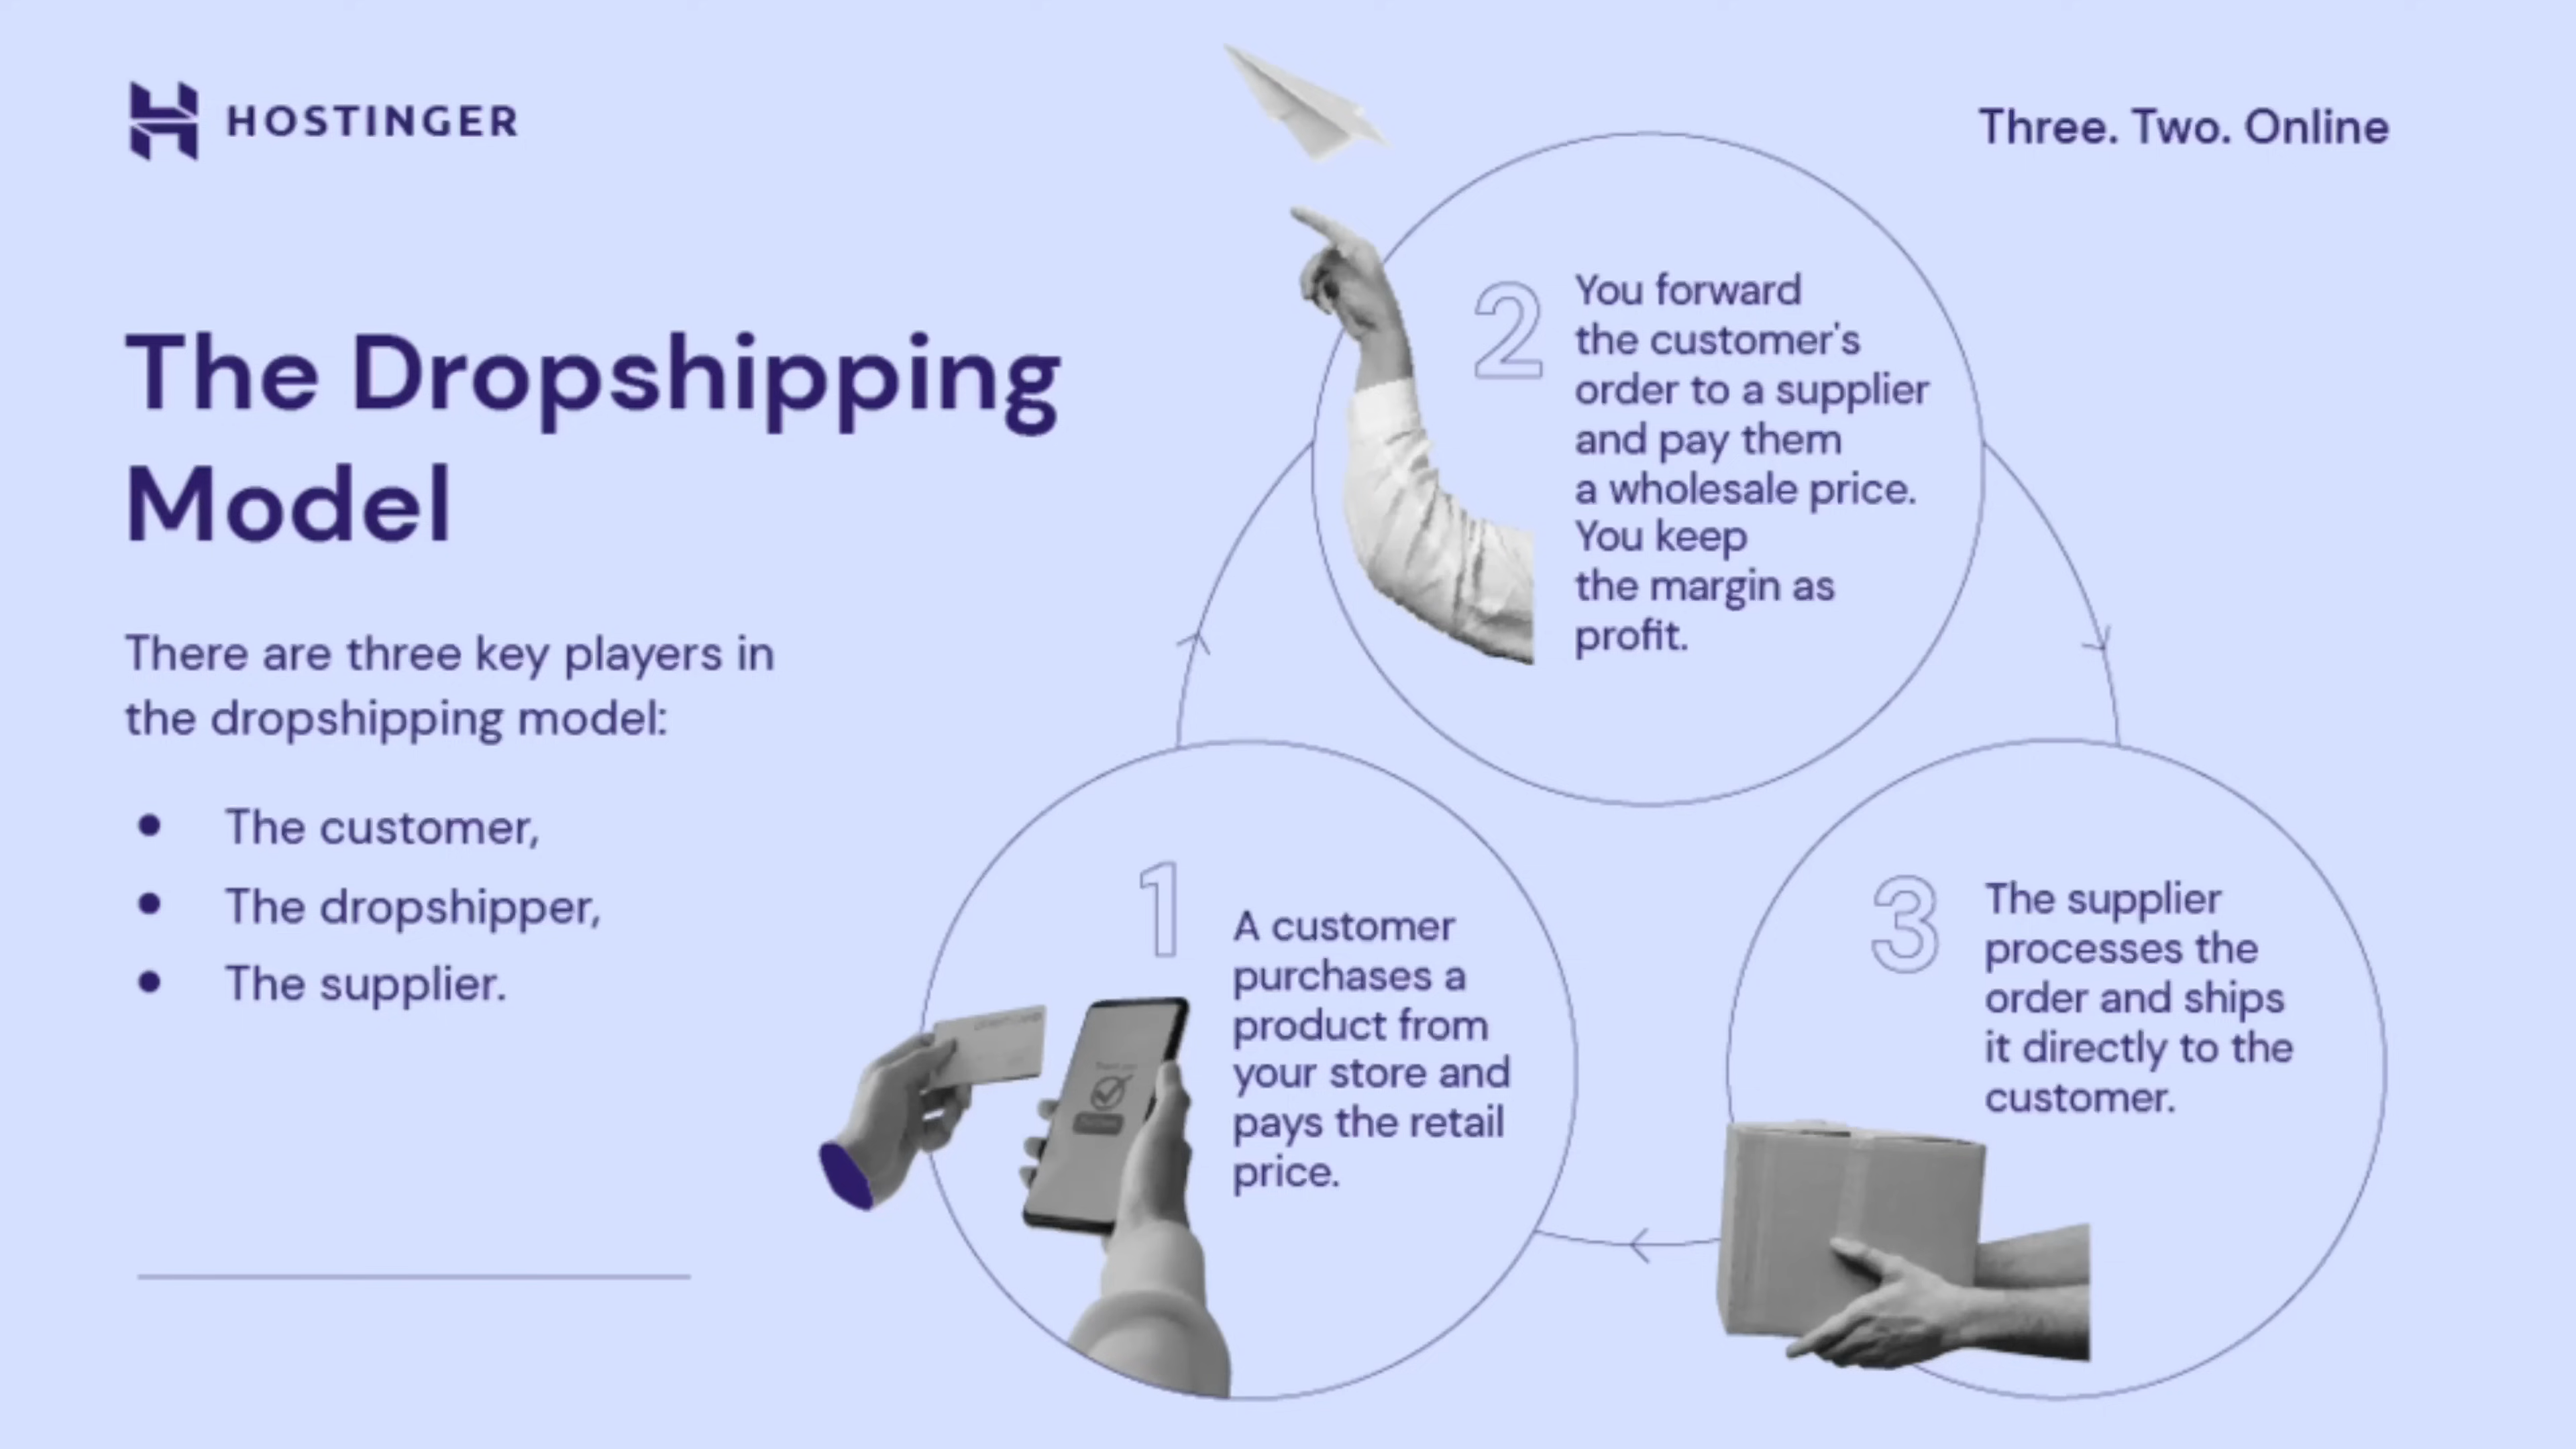 HOSTINGER
Three. Two. Online
The Dropshipping
Model
There are three key players in
the dropshipping model:
• The customer,
• The dropshipper,
• The supplier.
1
A customer
purchases a
product from
your store and
pays the retail
price.
2
You forward
the customer's
order to a supplier
and pay them
a wholesale price.
You keep
the margin as
profit.
3
The supplier
processes the
order and ships
it directly to the
customer.